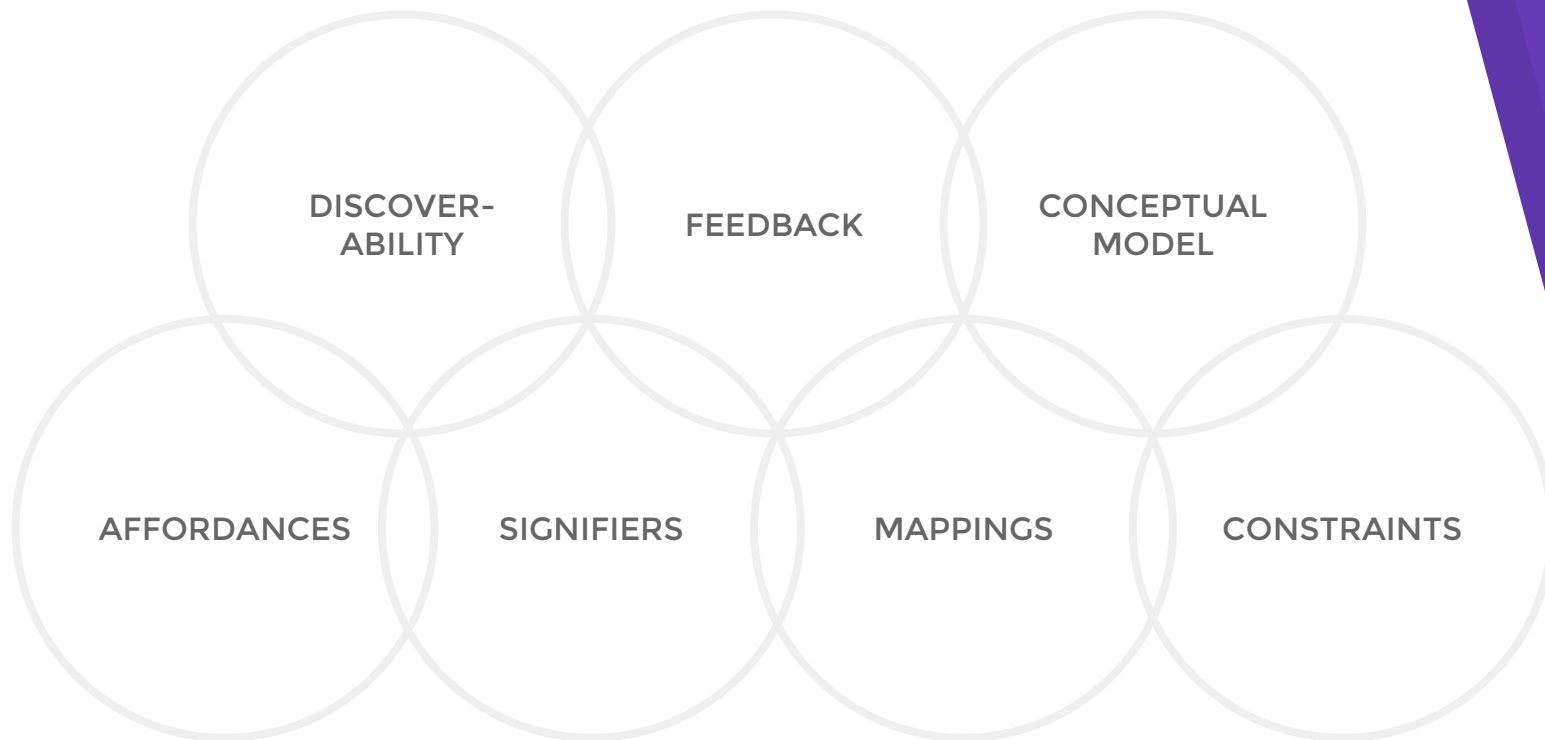 DISCOVER-
ABILITY
FEEDBACK
CONCEPTUAL
MODEL
AFFORDANCES
SIGNIFIERS
MAPPINGS
CONSTRAINTS